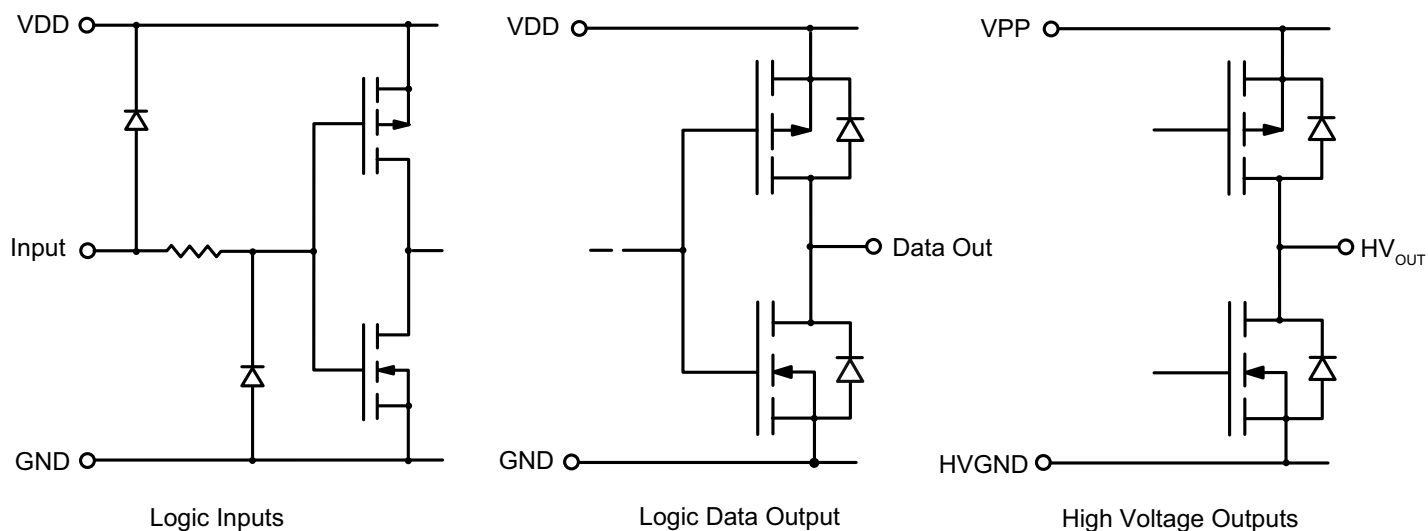 VDD
Input
GND
Logic Inputs
VDD
Data Out
GND
Logic Data Output
VPP
HVOUT
HVGND
High Voltage Outputs